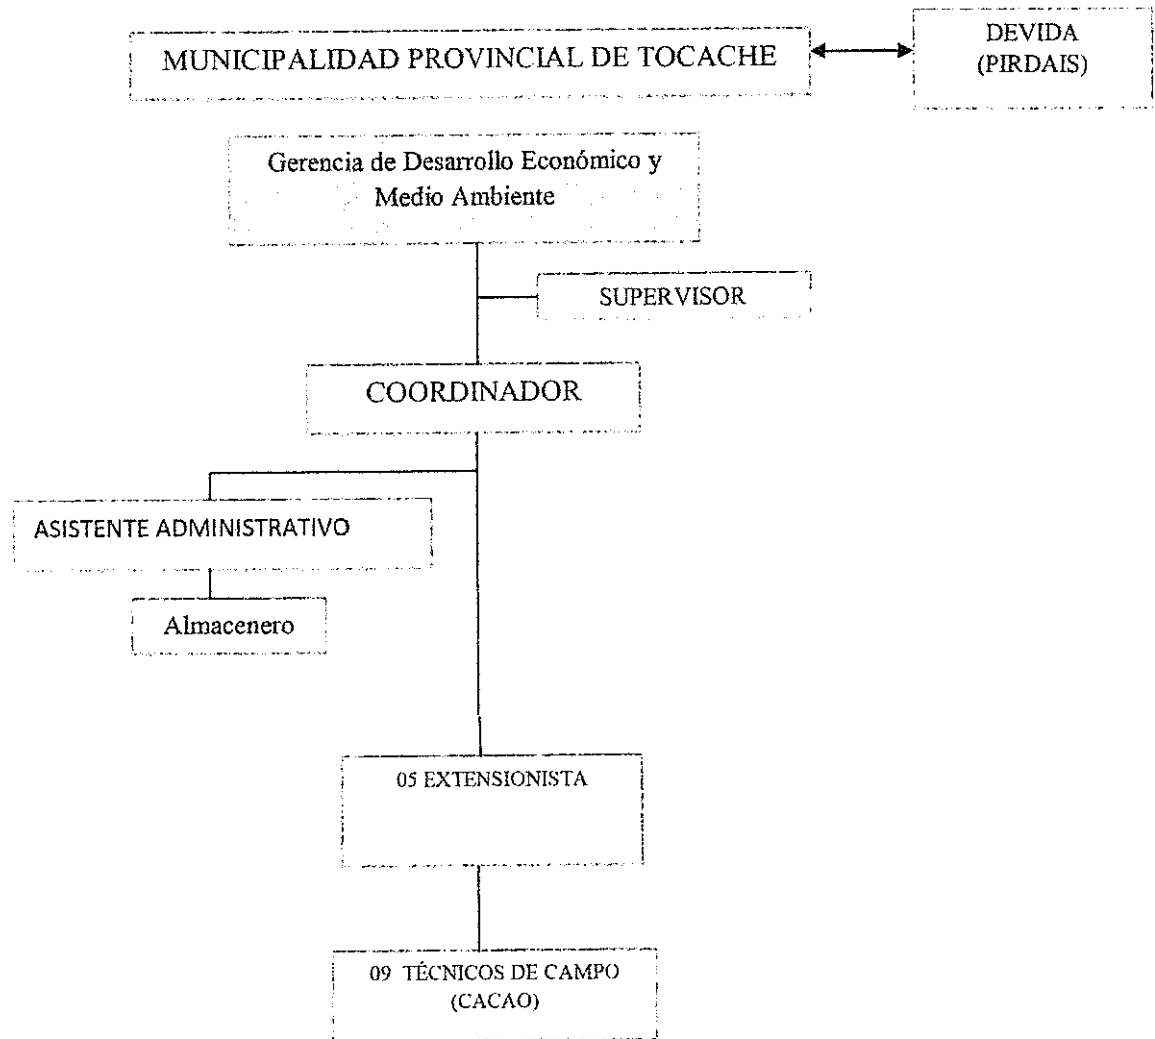 MUNICIPALIDAD PROVINCIAL DE TOCACHE
DEVIDA
(PIRDAIS)
Gerencia de Desarrollo Económico y
Medio Ambiente
SUPERVISOR
COORDINADOR
ASISTENTE ADMINISTRATIVO
Almacenero
05 EXTENSIONISTA
09 TÉCNICOS DE CAMPO
(CACAO)